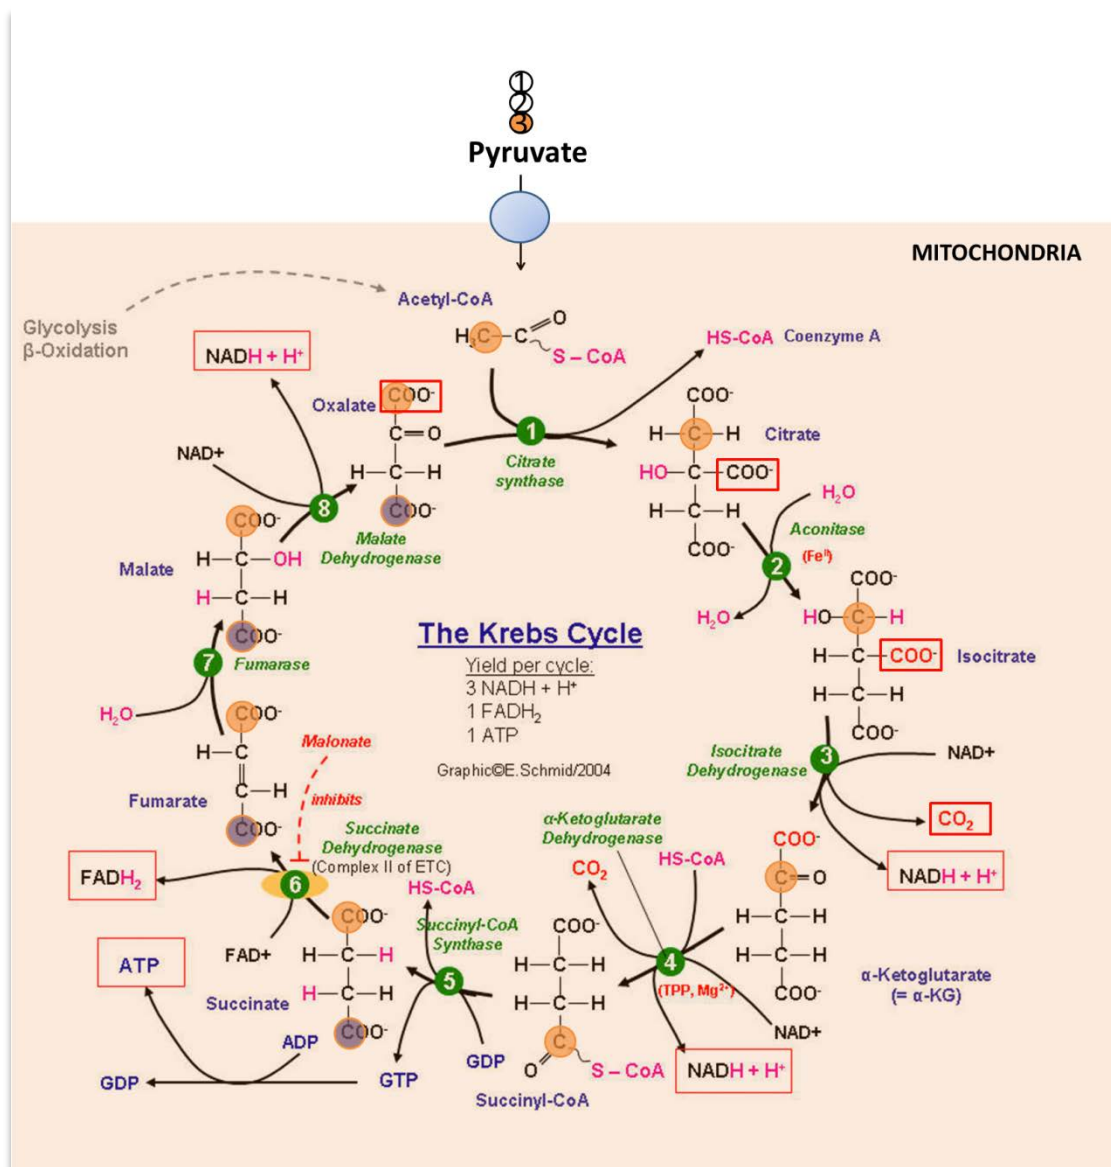 1
2
3
Pyruvate
MITOCHONDRIA
Glycolysis
β-Oxidation
Acetyl-CoA
H₃C—C
O
S – CoA
HS-CoA
Coenzyme A
NADH + H⁺
Oxalate
COO⁻
C=O
H—C—H
COO⁻
1
Citrate
synthase
COO⁻
H—C—H
Citrate
HO—C—COO⁻
H—C—H
COO⁻
NAD+
8
Malate
Dehydrogenase
H₂O
Aconitase
2
(Feᴵᴵ)
H₂O
COO⁻
Malate
H—C—OH
H—C—H
COO⁻
COO⁻
HO—C—H
H—C—COO⁻
Isocitrate
H—C—H
COO⁻
The Krebs Cycle
Yield per cycle:
3 NADH + H⁺
1 FADH₂
1 ATP
Graphic©E.Schmid/2004
7
Fumarase
H₂O
COO⁻
H—C
C—H
Fumarate
COO⁻
Malonate
inhibits
Isocitrate
Dehydrogenase
3
NAD+
CO₂
NADH + H⁺
Succinate
Dehydrogenase
(Complex II of ETC)
FADH₂
6
FAD+
α-Ketoglutarate
Dehydrogenase
HS-CoA
CO₂
COO⁻
C=O
H—C—H
H—C—H
COO⁻
α-Ketoglutarate
(= α-KG)
HS-CoA
Succinyl-CoA
Synthase
5
4
(TPP, Mg²⁺)
NAD+
NADH + H⁺
COO⁻
H—C—H
H—C—H
C
O
S – CoA
Succinyl-CoA
COO⁻
H—C—H
H—C—H
COO⁻
Succinate
ATP
ADP
GDP
GTP
GDP